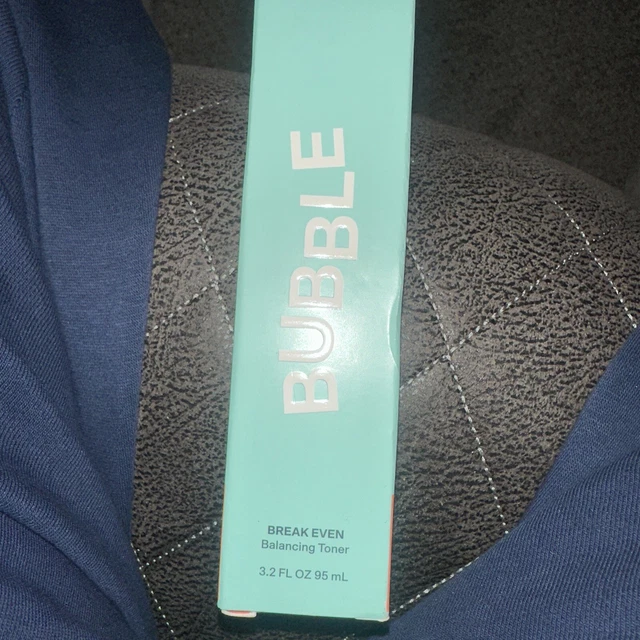 BUBBLE
BREAK EVEN
Balancing Toner
3.2 FL OZ 95 mL